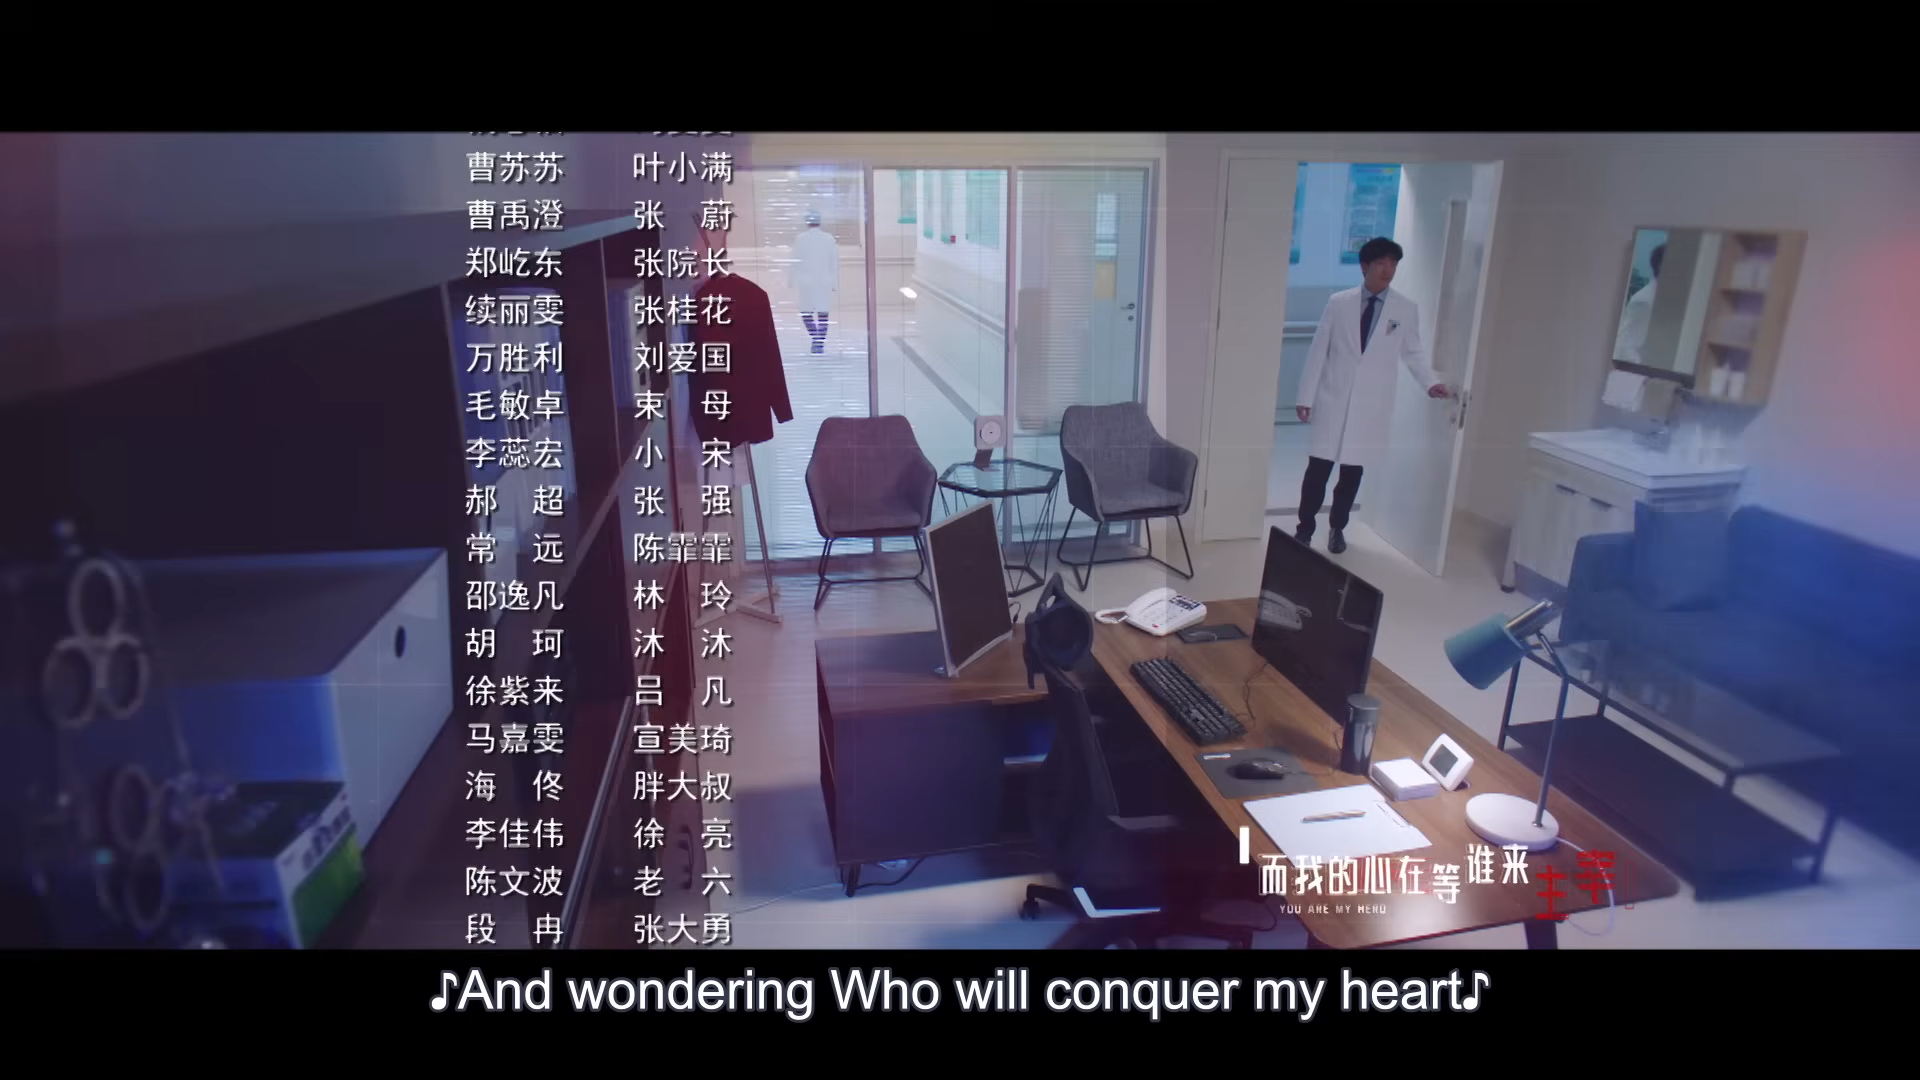 曹苏苏 叶小满
曹禹澄 张 蔚
郑屹东 张院长
续丽雯 张桂花
万胜利 刘爱国
毛敏卓 束 母
李蕊宏 小 宋
郝 超 张 强
常 远 陈霏霏
邵逸凡 林 玲
胡 珂 沐 沐
徐紫来 吕 凡
马嘉雯 宣美琦
海 佟 胖大叔
李佳伟 徐 亮
陈文波 老 六
段 冉 张大勇
而我的心在等谁来主宰
YOU ARE MY HERO
♪And wondering Who will conquer my heart♪